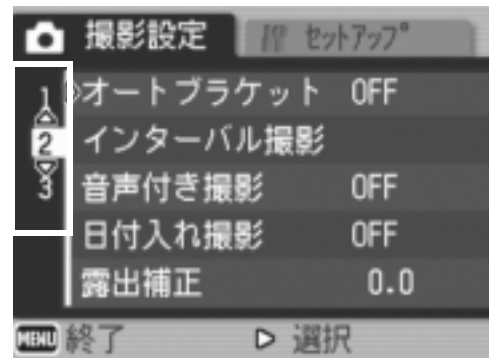 撮影設定 セットアップ
1
オートブラケット OFF
2 インターバル撮影
3 音声付き撮影 OFF
日付入れ撮影 OFF
露出補正 0.0
MENU 終了 ▷ 選択